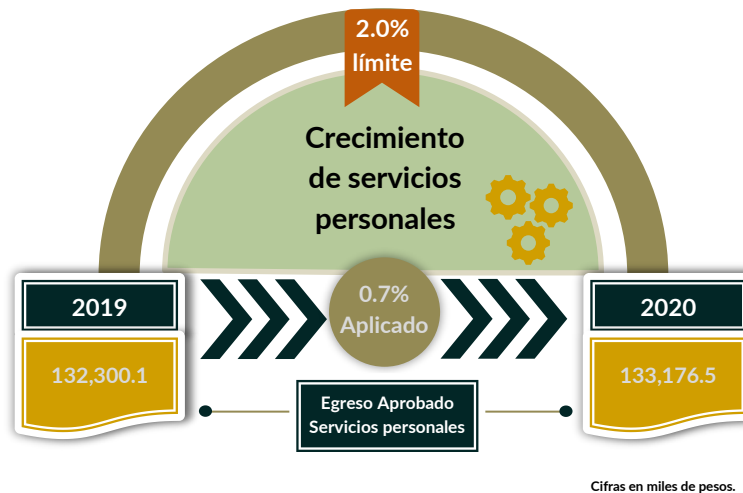 2.0%
límite
Crecimiento
de servicios
personales
2019
0.7%
Aplicado
2020
132,300.1
133,176.5
Egreso Aprobado
Servicios personales
Cifras en miles de pesos.